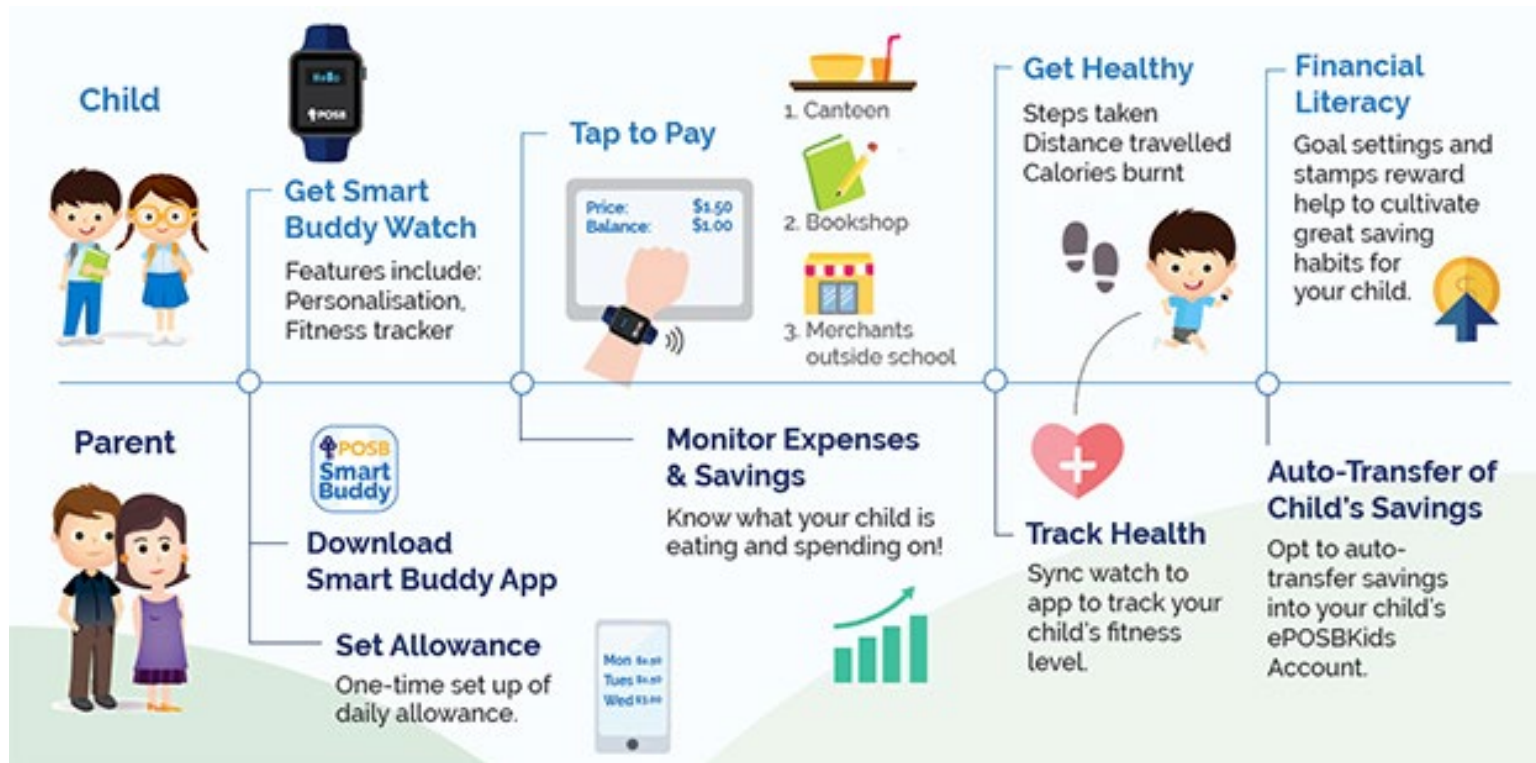 Child
POSB
Get Smart
Buddy Watch
Features include:
Personalisation,
Fitness tracker
Tap to Pay
Price: $1.50
Balance: $1.00
1. Canteen
2. Bookshop
3. Merchants
outside school
Get Healthy
Steps taken
Distance travelled
Calories burnt
Financial
Literacy
Goal settings and
stamps reward
help to cultivate
great saving
habits for
your child.
Parent
POSB
Smart
Buddy
Download
Smart Buddy App
Set Allowance
One-time set up of
daily allowance.
Mon
Tues
Wed
Monitor Expenses
& Savings
Know what your child is
eating and spending on!
Track Health
Sync watch to
app to track your
child's fitness
level.
Auto-Transfer of
Child's Savings
Opt to auto-
transfer savings
into your child's
ePOSBKids
Account.